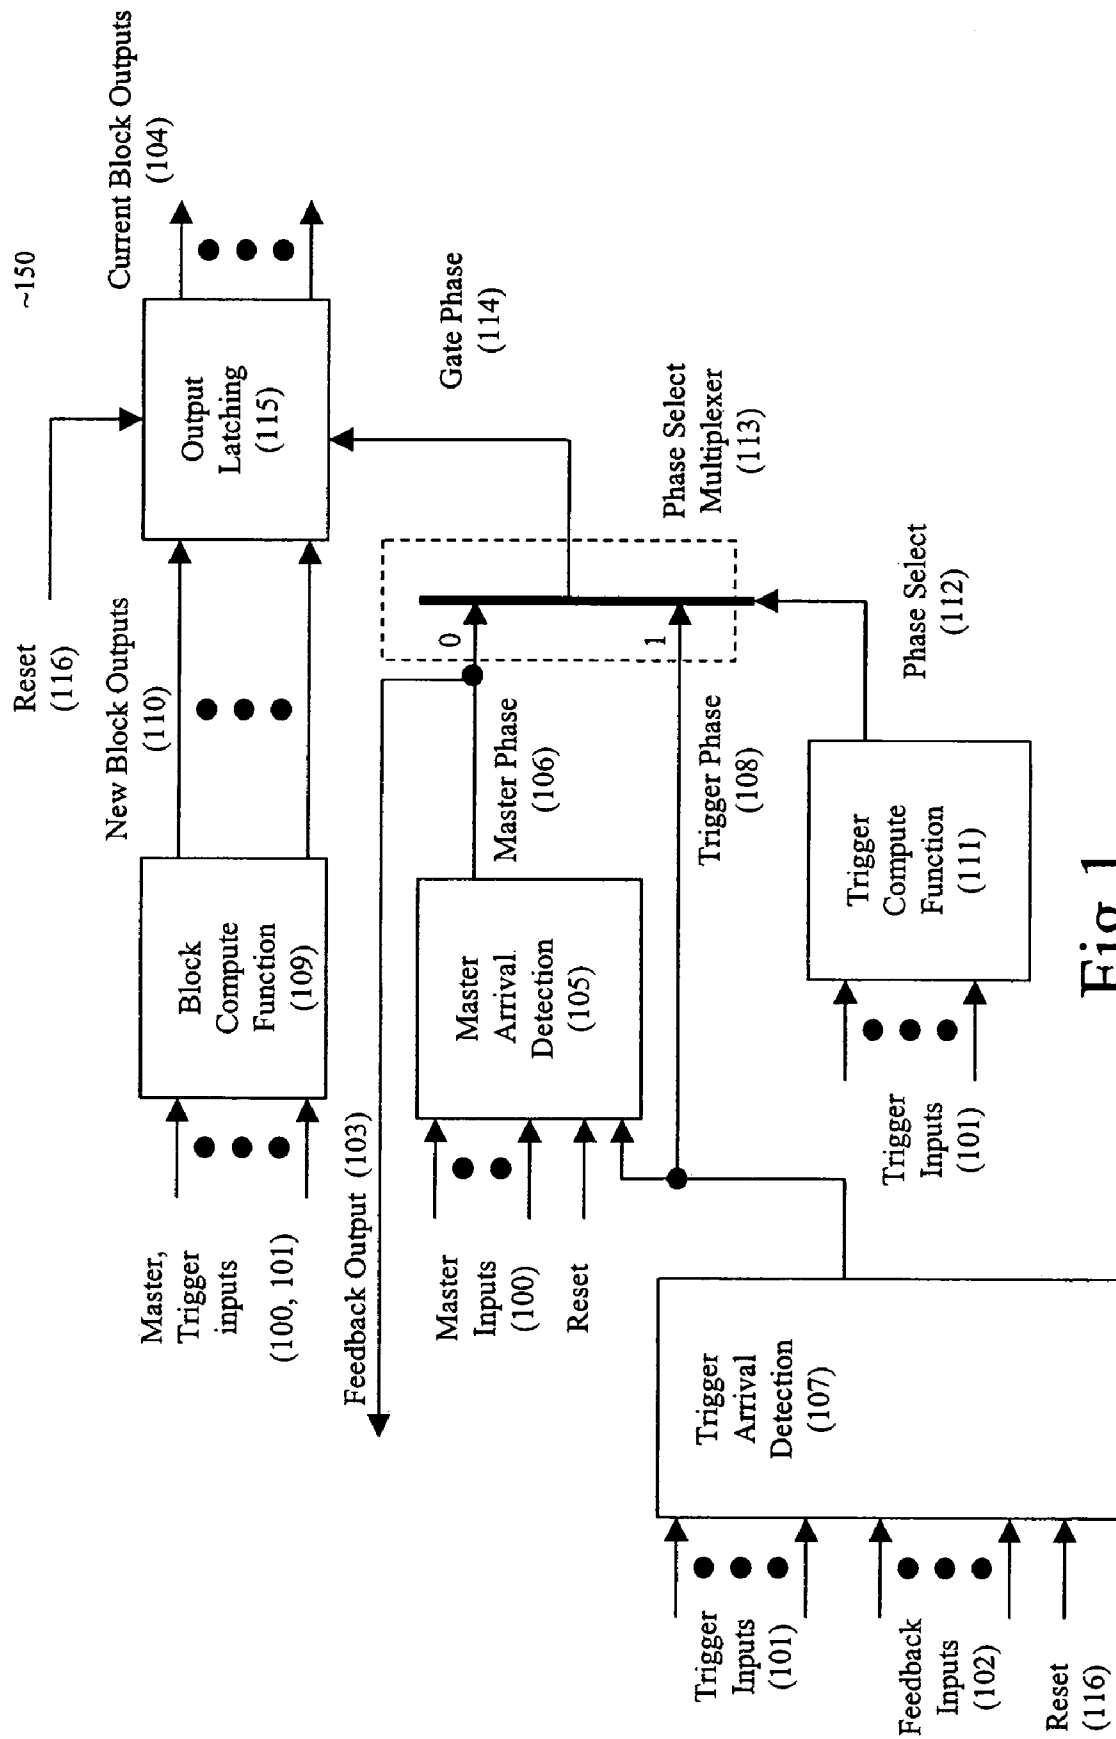 ~150
Reset
(116)
Current Block Outputs
(104)
New Block Outputs
(110)
Output
Latching
(115)
Block
Compute
Function
(109)
Master,
Trigger
inputs
(100, 101)
Feedback Output (103)
Gate Phase
(114)
Master
Inputs
(100)
Reset
Master
Arrival
Detection
(105)
Master Phase
(106)
0
1
Phase Select
Multiplexer
(113)
Trigger Phase
(108)
Trigger
Arrival
Detection
(107)
Trigger
Inputs
(101)
Feedback
Inputs
(102)
Reset
(116)
Trigger
Inputs
(101)
Trigger
Compute
Function
(111)
Phase Select
(112)
Fig 1